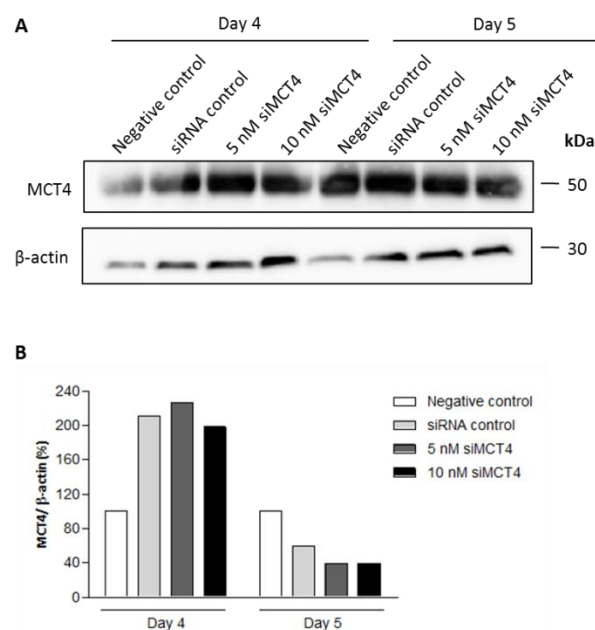 A
Day 4 Day 5
Negative control siRNA control 5 nM siMCT4 10 nM siMCT4 Negative control siRNA control 5 nM siMCT4 10 nM siMCT4 kDa
MCT4 50
β-actin 30
B
MCT4/ β-actin (%)
240
200
160
120
80
40
0
Negative control
siRNA control
5 nM siMCT4
10 nM siMCT4
Day 4 Day 5